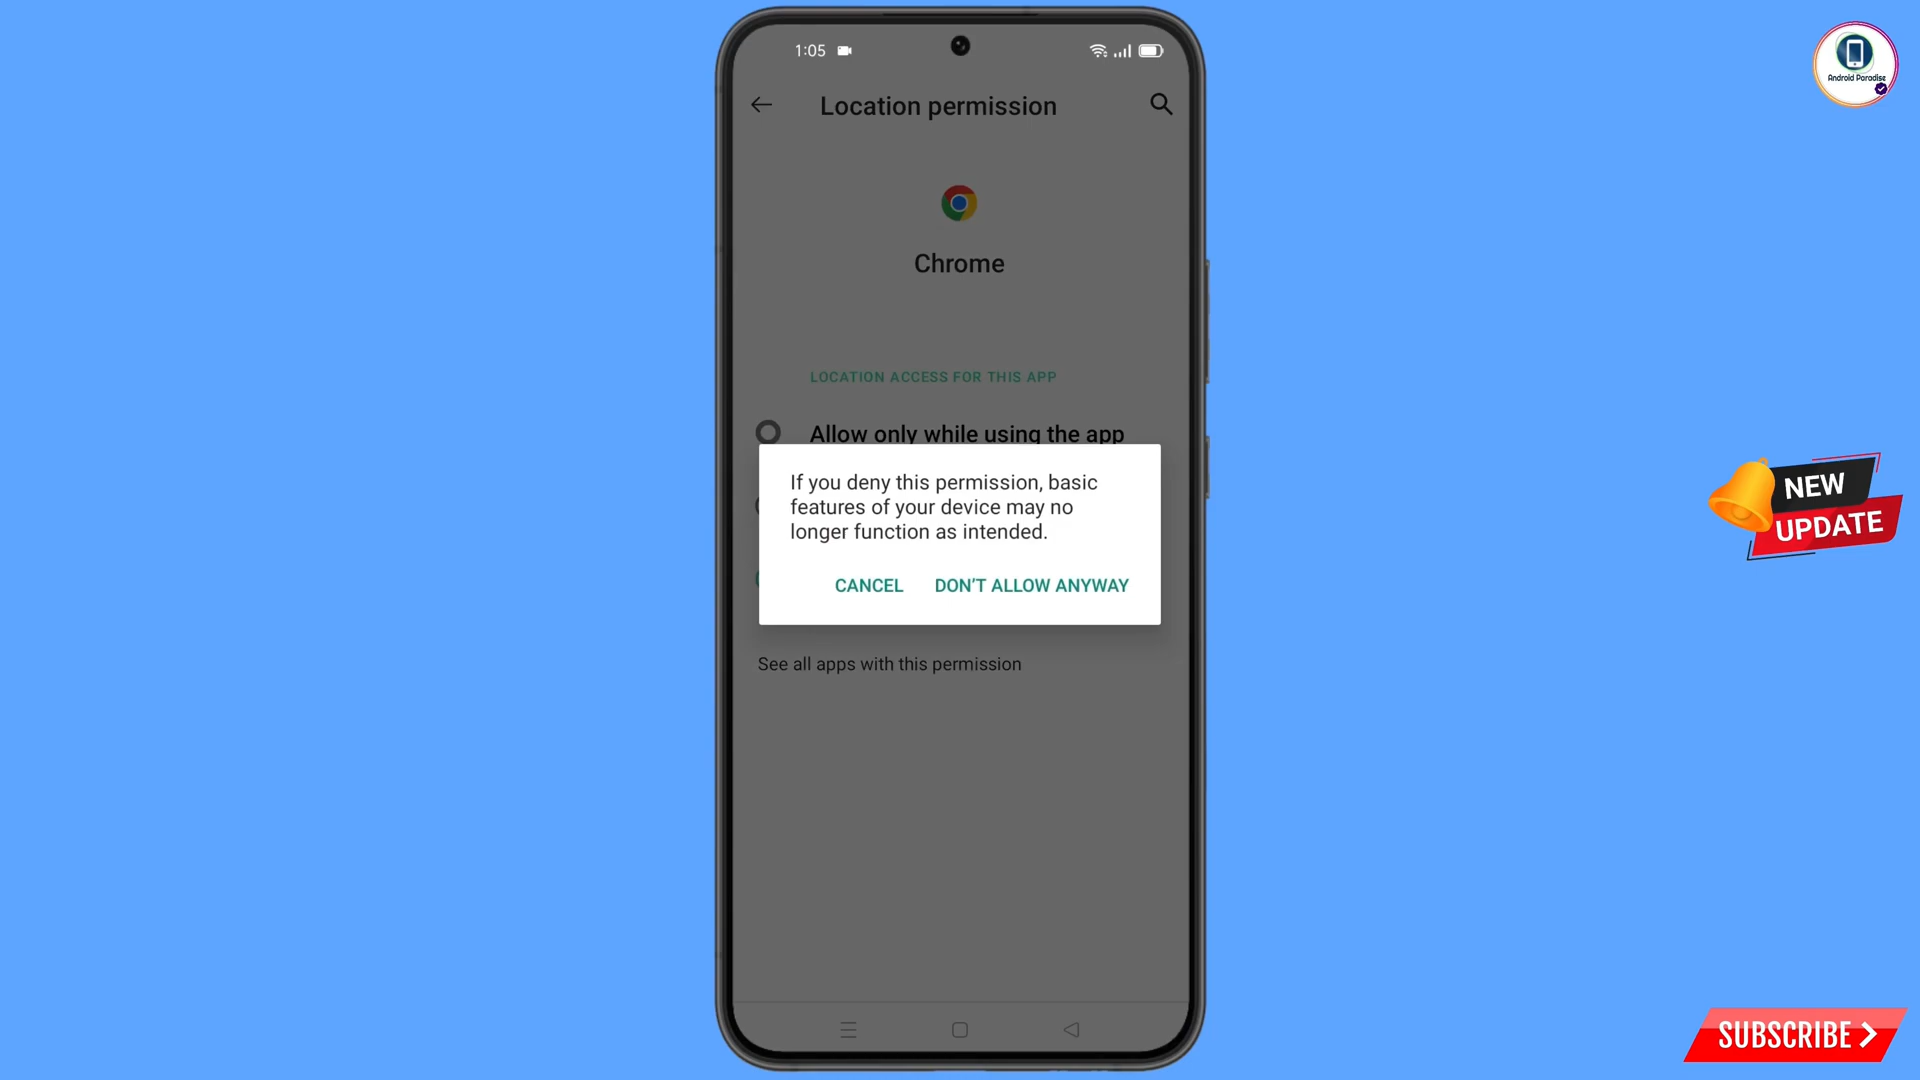 1:05
Location permission
Chrome
LOCATION ACCESS FOR THIS APP
Allow only while using the app
If you deny this permission, basic
features of your device may no
longer function as intended.
CANCEL DON'T ALLOW ANYWAY
See all apps with this permission
Android Paradise
NEW
UPDATE
SUBSCRIBE